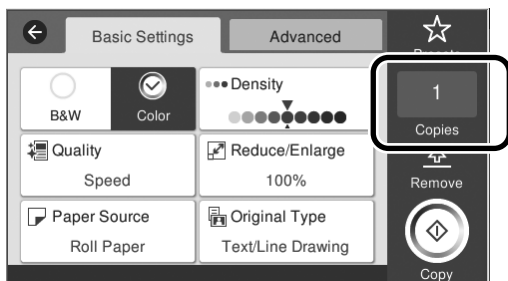 Basic Settings
Advanced
B&W
Color
Density
Quality
Speed
Reduce/Enlarge
100%
Paper Source
Roll Paper
Original Type
Text/Line Drawing
1
Copies
Remove
Copy